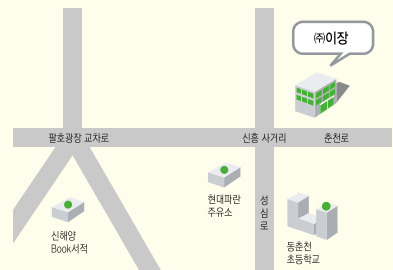 ㈜이장
팔호광장 교차로
신흥 사거리
춘천로
현대파란
주유소
성심로
신해양
Book서적
동춘천
초등학교